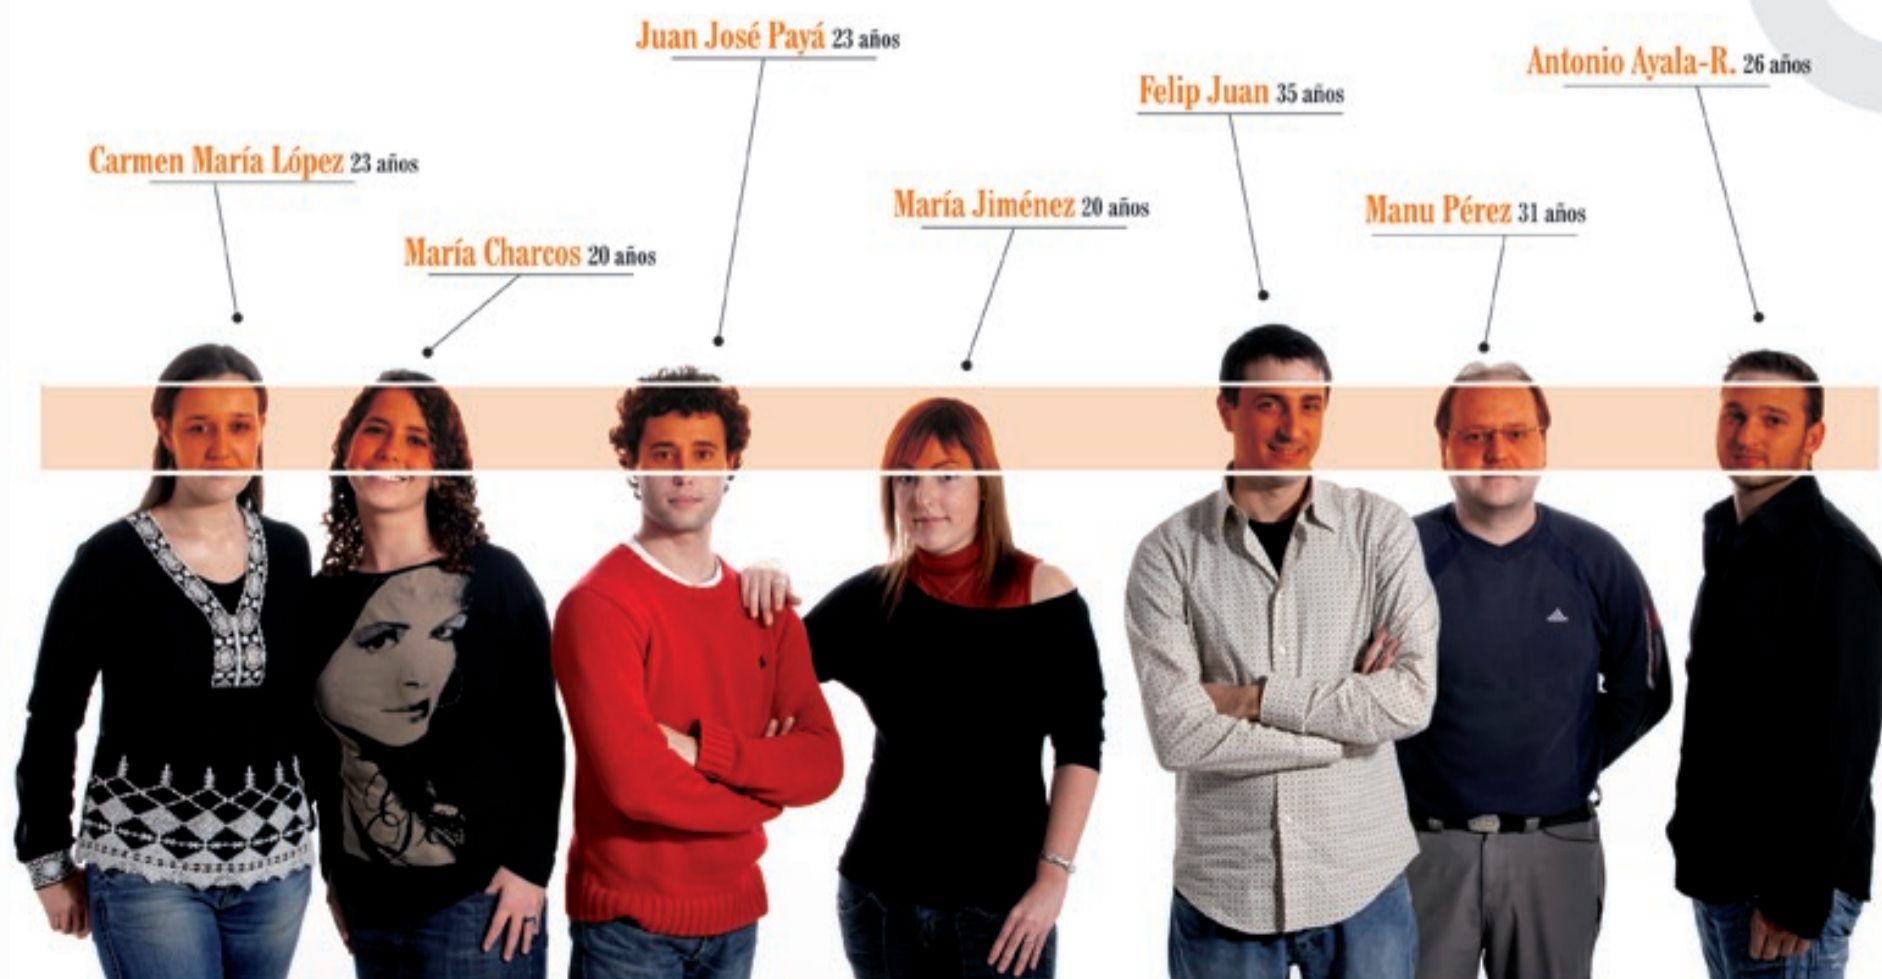 Carmen María López 23 años
María Charcos 20 años
Juan José Payá 23 años
María Jiménez 20 años
Felip Juan 35 años
Manu Pérez 31 años
Antonio Ayala-R. 26 años